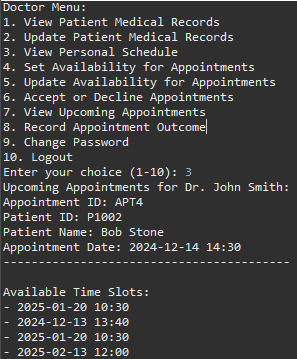 Doctor Menu:
1. View Patient Medical Records
2. Update Patient Medical Records
3. View Personal Schedule
4. Set Availability for Appointments
5. Update Availability for Appointments
6. Accept or Decline Appointments
7. View Upcoming Appointments
8. Record Appointment Outcome
9. Change Password
10. Logout
Enter your choice (1-10): 3
Upcoming Appointments for Dr. John Smith:
Appointment ID: APT4
Patient ID: P1002
Patient Name: Bob Stone
Appointment Date: 2024-12-14 14:30
----------------------------------------
Available Time Slots:
- 2025-01-20 10:30
- 2024-12-13 13:40
- 2025-01-20 10:30
- 2025-02-13 12:00